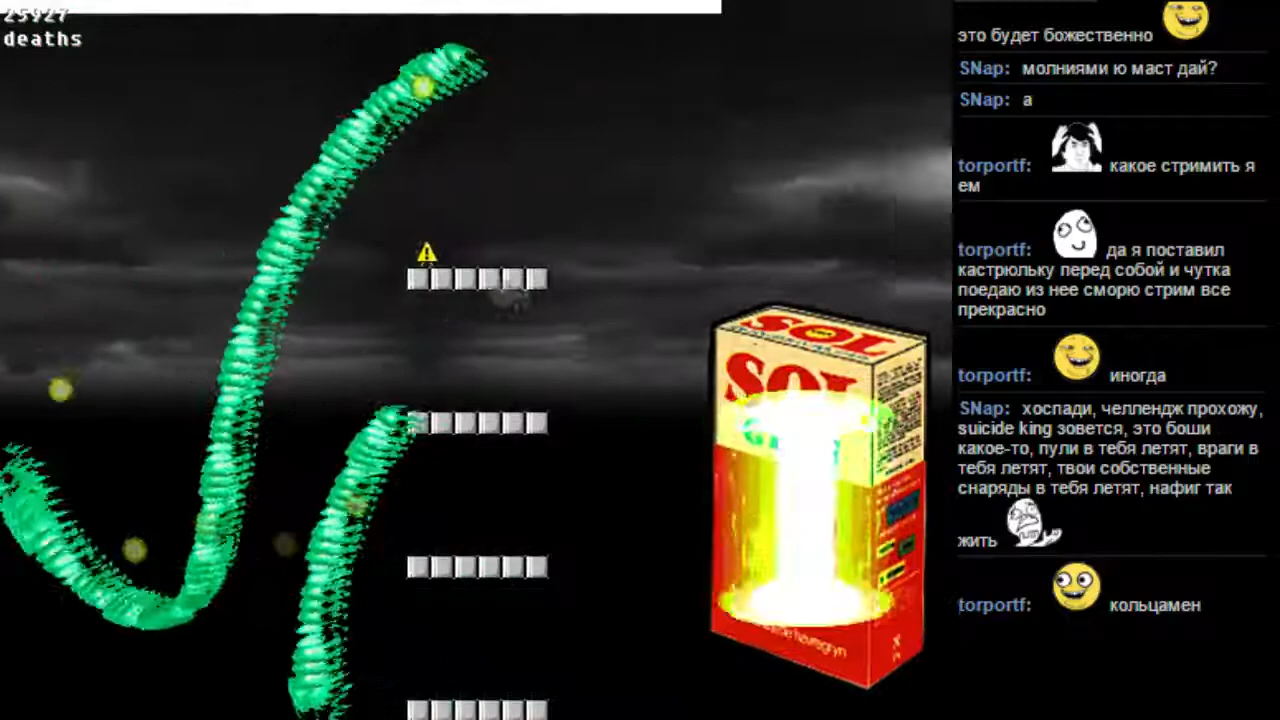 25927
deaths
SOL
SOL
havregryn
это будет божественно
SNap: молниями ю маст дай?
SNap: а
torportf: какое стримить я
ем
torportf: да я поставил
кастрюльку перед собой и чутка
поедаю из нее сморю стрим все
прекрасно
torportf: иногда
SNap: хоспади, челлендж прохожу,
suicide king зовется, это боши
какое-то, пули в тебя летят, враги в
тебя летят, твои собственные
снаряды в тебя летят, нафиг так
жить
torportf: кольцамен